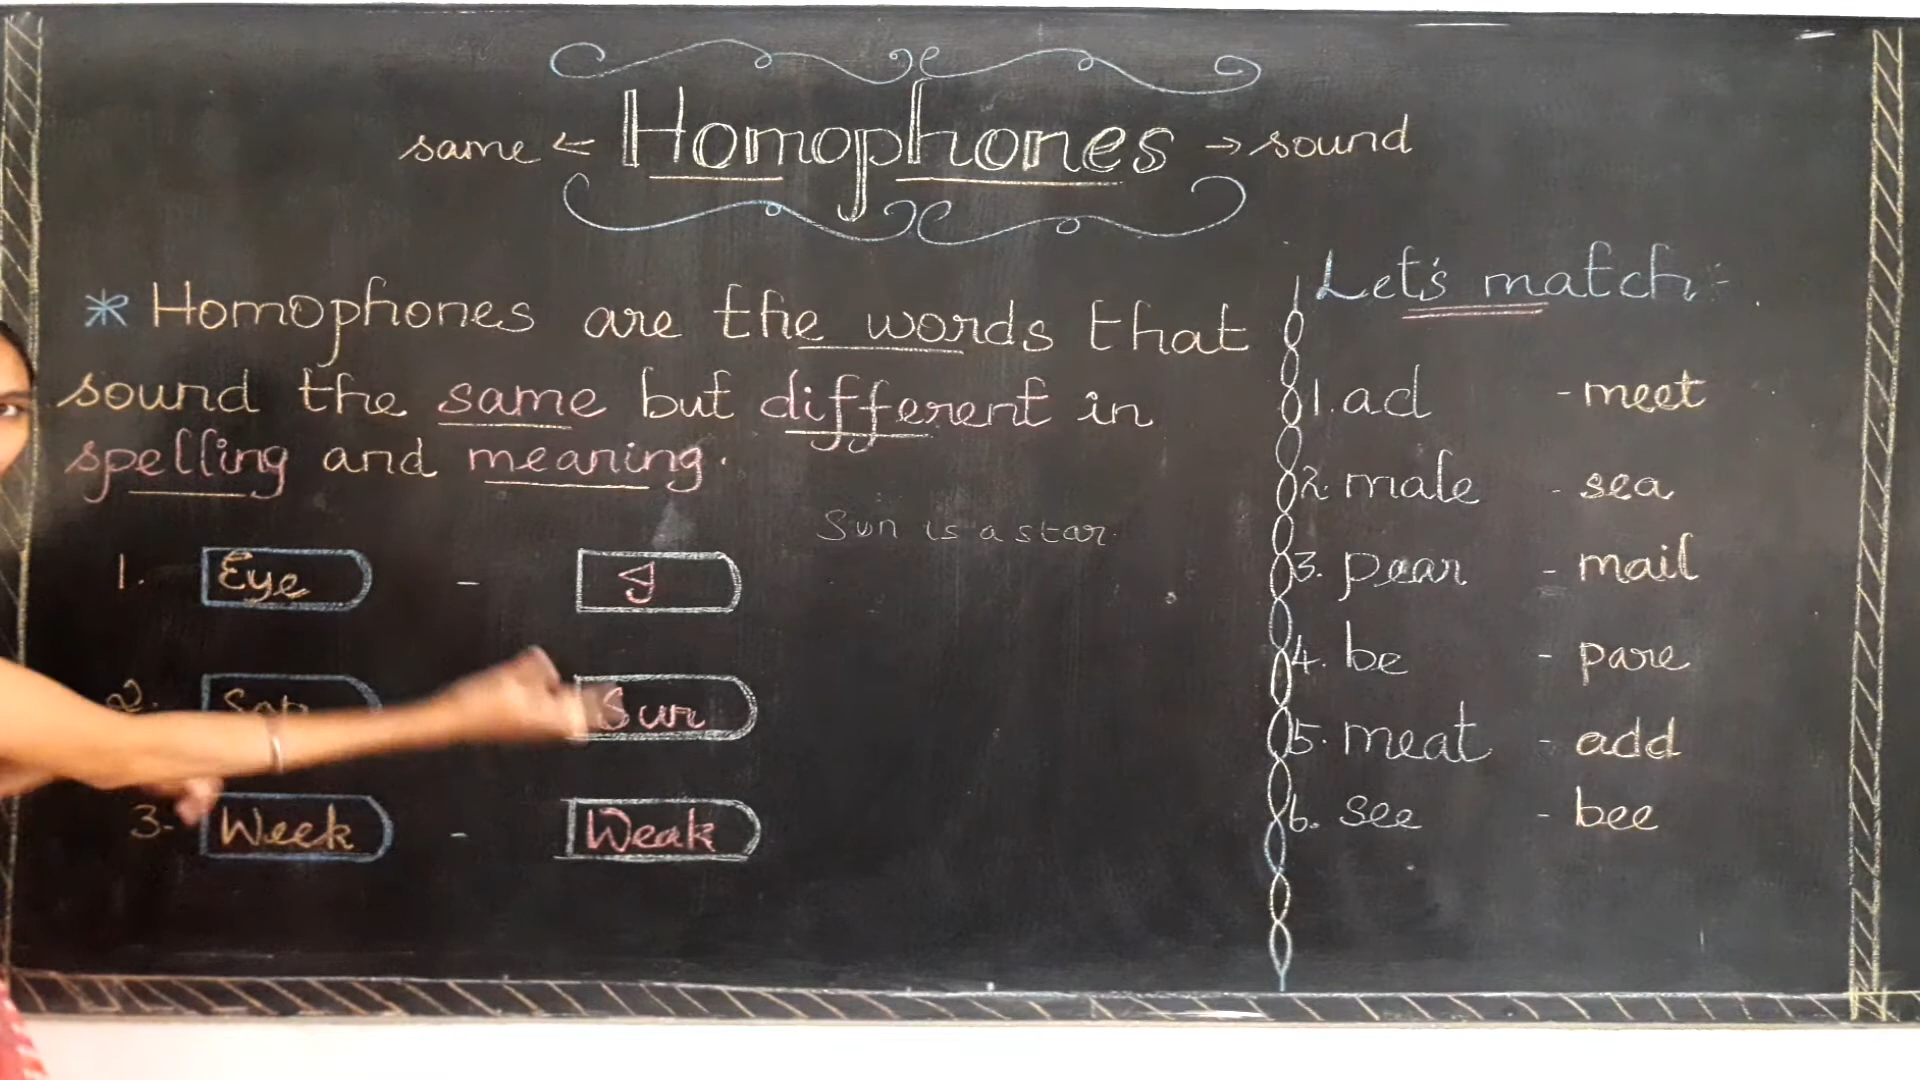 same ← Homophones → sound
* Homophones are the words that
sound the same but different in
spelling and meaning.
Sun is a star.
1. Eye - I
2. Son Sun
3. Week - Weak
Let's match:-
1. ad - meet
2. male - sea
3. pear - mail
4. be - pare
5. meat - add
6. see - bee